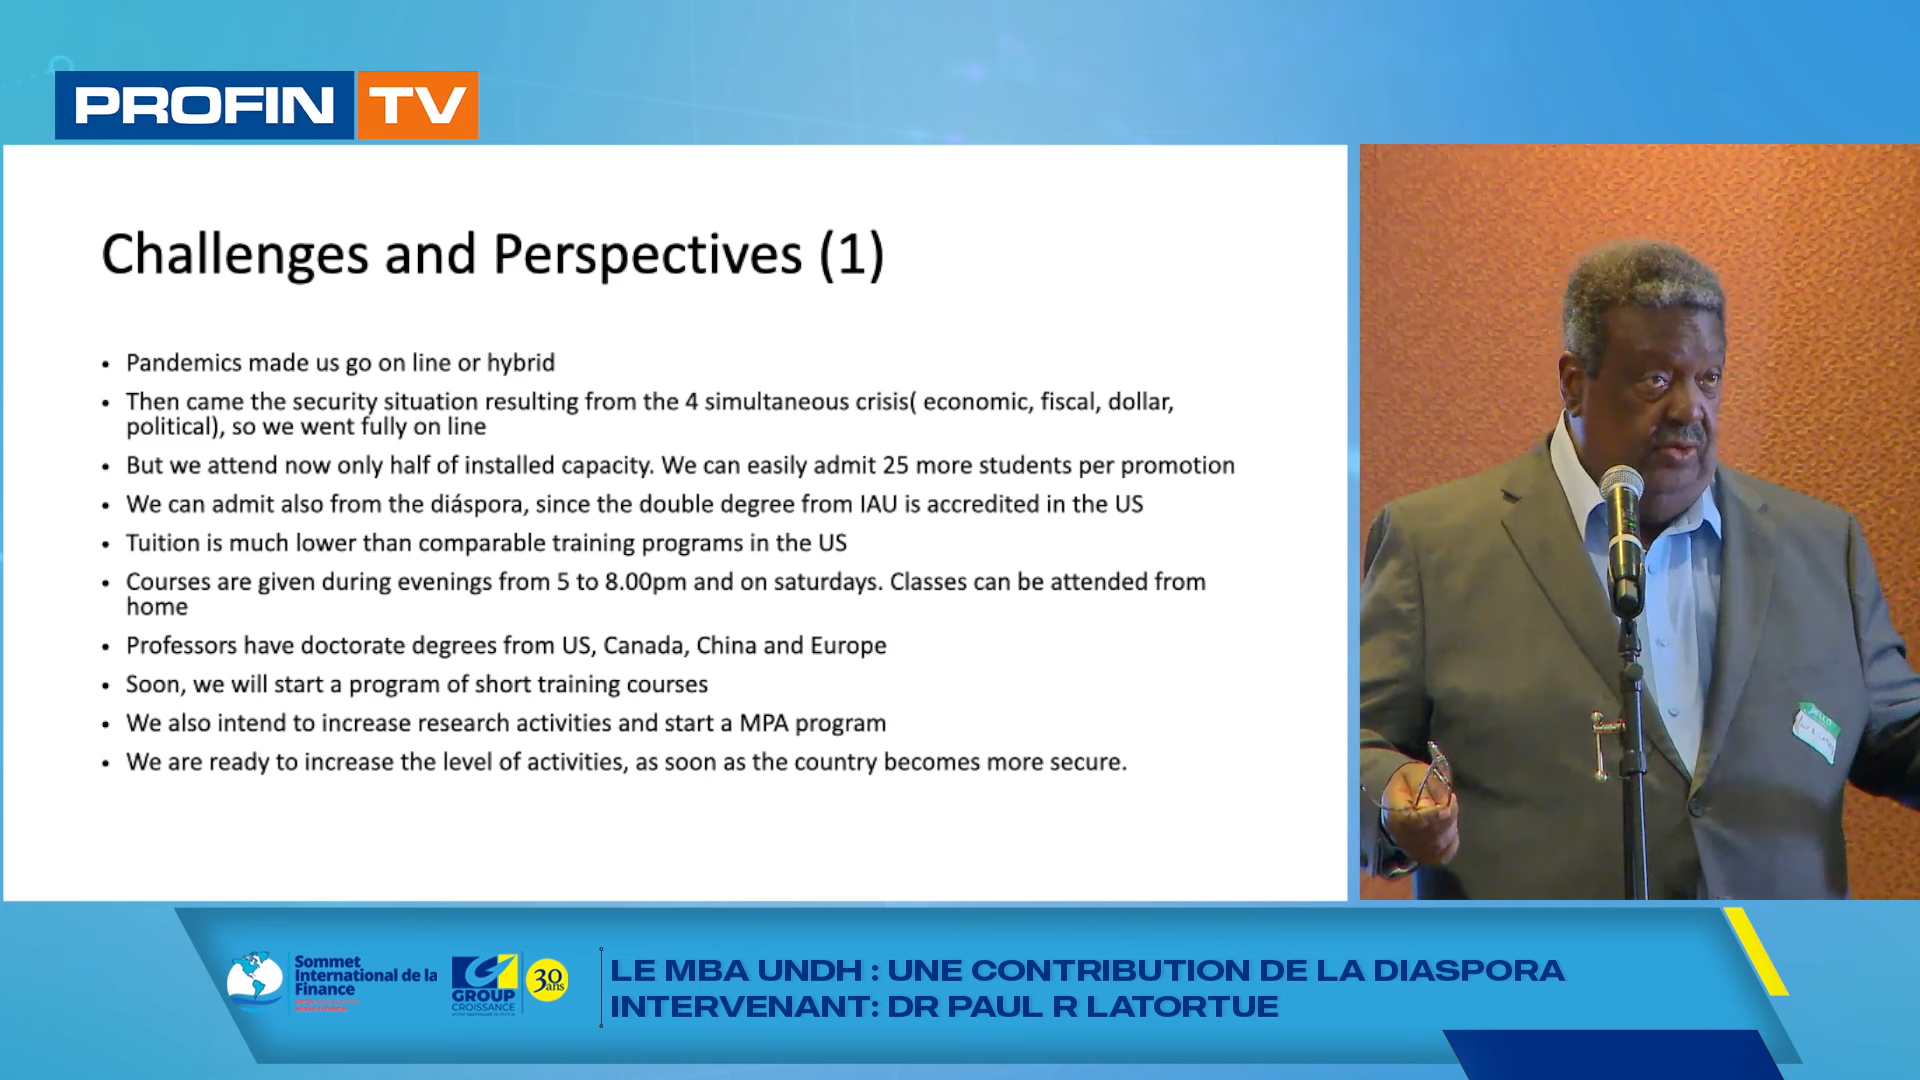 PROFIN TV
Challenges and Perspectives (1)
• Pandemics made us go on line or hybrid
• Then came the security situation resulting from the 4 simultaneous crisis( economic, fiscal, dollar,
political), so we went fully on line
• But we attend now only half of installed capacity. We can easily admit 25 more students per promotion
• We can admit also from the diáspora, since the double degree from IAU is accredited in the US
• Tuition is much lower than comparable training programs in the US
• Courses are given during evenings from 5 to 8.00pm and on saturdays. Classes can be attended from
home
• Professors have doctorate degrees from US, Canada, China and Europe
• Soon, we will start a program of short training courses
• We also intend to increase research activities and start a MPA program
• We are ready to increase the level of activities, as soon as the country becomes more secure.
HELLO
Sommet
International de la
Finance
GROUP
CROISSANCE
30
ans
LE MBA UNDH : UNE CONTRIBUTION DE LA DIASPORA
INTERVENANT: DR PAUL R LATORTUE